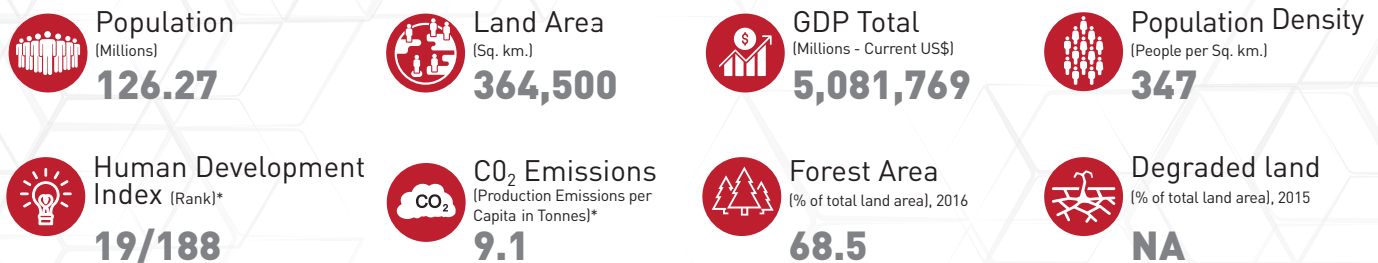 Population
(Millions)
126.27
Land Area
(Sq. km.)
364,500
$
GDP Total
(Millions - Current US$)
5,081,769
Population Density
(People per Sq. km.)
347
Human Development
Index (Rank)*
19/188
CO2
CO₂ Emissions
(Production Emissions per
Capita in Tonnes)*
9.1
Forest Area
(% of total land area), 2016
68.5
Degraded land
(% of total land area), 2015
NA